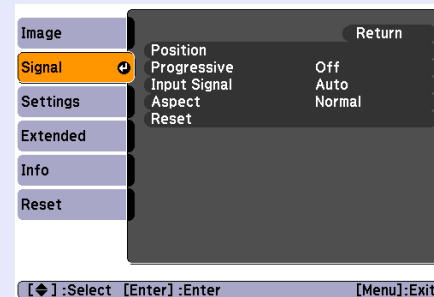 Image
Signal
Settings
Extended
Info
Reset
Return
Position
Progressive Off
Input Signal Auto
Aspect Normal
Reset
[ ] :Select [Enter] :Enter [Menu]:Exit